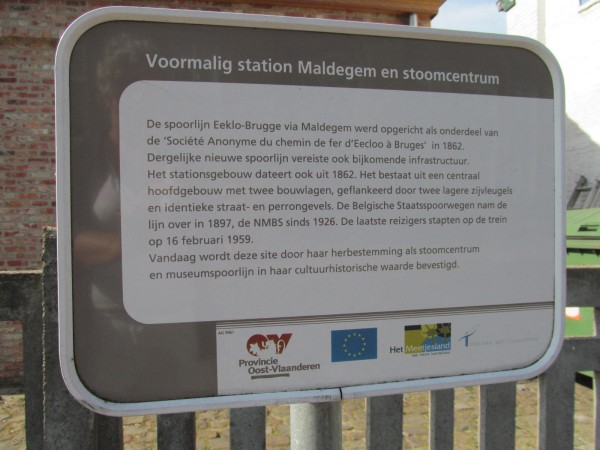 Voormalig station Maldegem en stoomcentrum
De spoorlijn Eeklo-Brugge via Maldegem werd opgericht als onderdeel van
de 'Société Anonyme du chemin de fer d'Eecloo à Bruges' in 1862.
Dergelijke nieuwe spoorlijn vereiste ook bijkomende infrastructuur.
Het stationsgebouw dateert ook uit 1862. Het bestaat uit een centraal
hoofdgebouw met twee bouwlagen, geflankeerd door twee lagere zijvleugels
en identieke straat- en perrongevels. De Belgische Staatsspoorwegen nam de
lijn over in 1897, de NMBS sinds 1926. De laatste reizigers stapten op de trein
op 16 februari 1959.
Vandaag wordt deze site door haar herbestemming als stoomcentrum
en museumspoorlijn in haar cultuurhistorische waarde bevestigd.
Provincie
Oost-Vlaanderen
Het Meetjesland